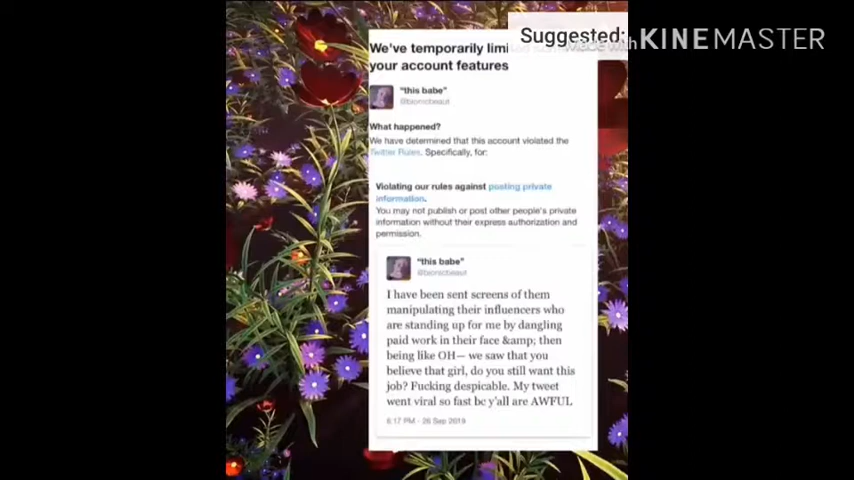 Suggested:
Made with KINEMASTER
We've temporarily limi
your account features
"this babe"
@bionicbeaut
What happened?
We have determined that this account violated the
Twitter Rules. Specifically, for:
Violating our rules against posting private
information.
You may not publish or post other people's private
information without their express authorization and
permission.
"this babe"
@bionicbeaut
I have been sent screens of them
manipulating their influencers who
are standing up for me by dangling
paid work in their face &amp; then
being like OH— we saw that you
believe that girl, do you still want this
job? Fucking despicable. My tweet
went viral so fast bc y'all are AWFUL
6:17 PM - 26 Sep 2019